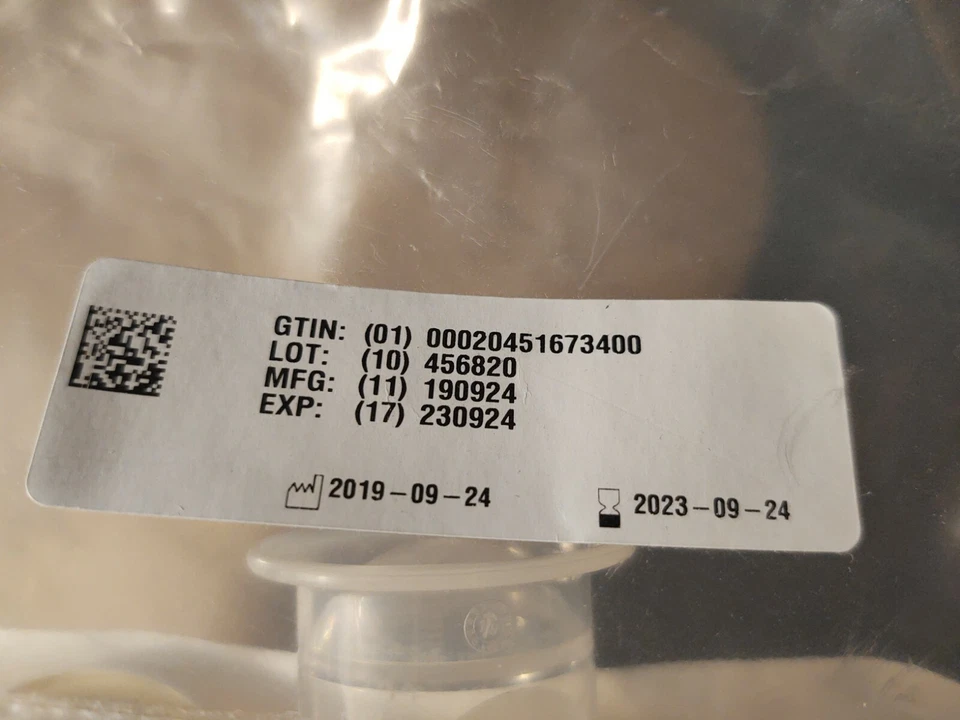 GTIN: (01) 00020451673400
LOT: (10) 456820
MFG: (11) 190924
EXP: (17) 230924
2019-09-24
2023-09-24